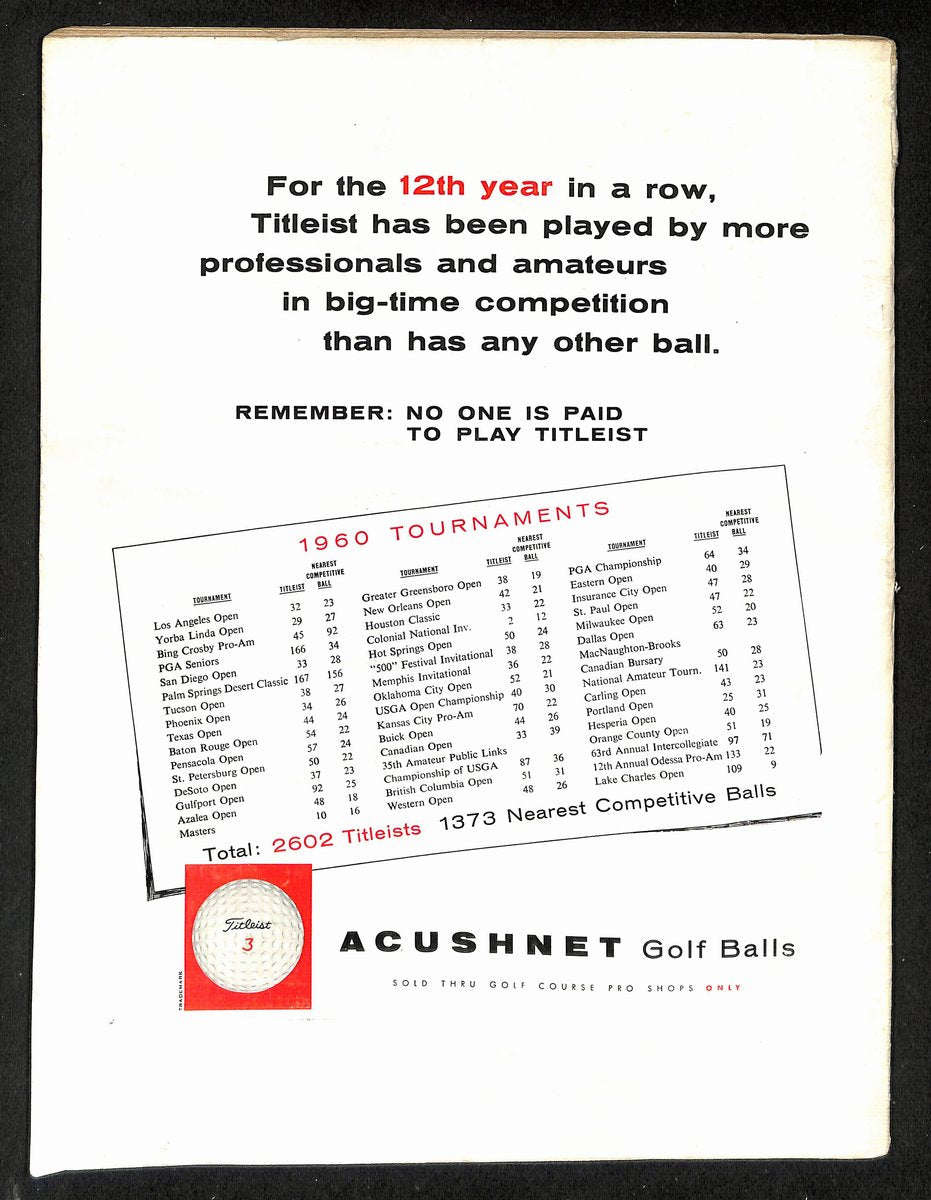 For the 12th year in a row,
Titleist has been played by more
professionals and amateurs
in big-time competition
than has any other ball.
REMEMBER: NO ONE IS PAID
TO PLAY TITLEIST
1960 TOURNAMENTS
TOURNAMENT TITLEIST NEAREST COMPETITIVE BALL
Los Angeles Open 32 23
Yorba Linda Open 29 27
Bing Crosby Pro-Am 45 92
PGA Seniors 166 34
San Diego Open 33 28
Palm Springs Desert Classic 167 156
Tucson Open 38 27
Phoenix Open 34 26
Texas Open 44 24
Baton Rouge Open 54 22
Pensacola Open 57 24
St. Petersburg Open 50 22
DeSoto Open 37 23
Gulfport Open 92 25
Azalea Open 48 18
Masters 10 16
TOURNAMENT TITLEIST NEAREST COMPETITIVE BALL
Greater Greensboro Open 38 19
New Orleans Open 42 21
Houston Classic 33 22
Colonial National Inv. 2 12
Hot Springs Open 50 24
"500" Festival Invitational 38 28
Memphis Invitational 36 22
Oklahoma City Open 52 21
USGA Open Championship 40 30
Kansas City Pro-Am 70 22
Buick Open 44 26
Canadian Open 33 39
35th Amateur Public Links
Championship of USGA 87 36
British Columbia Open 51 31
Western Open 48 26
TOURNAMENT TITLEIST NEAREST COMPETITIVE BALL
PGA Championship 64 34
Eastern Open 40 29
Insurance City Open 47 28
St. Paul Open 47 22
Milwaukee Open 52 20
Dallas Open 63 23
MacNaughton-Brooks
Canadian Bursary 50 28
National Amateur Tourn. 141 23
Carling Open 43 23
Portland Open 25 31
Hesperia Open 40 25
Orange County Open 51 19
63rd Annual Intercollegiate 97 71
12th Annual Odessa Pro-Am 133 22
Lake Charles Open 109 9
Total: 2602 Titleists 1373 Nearest Competitive Balls
Titleist
3
TRADEMARK
ACUSHNET Golf Balls
SOLD THRU GOLF COURSE PRO SHOPS ONLY